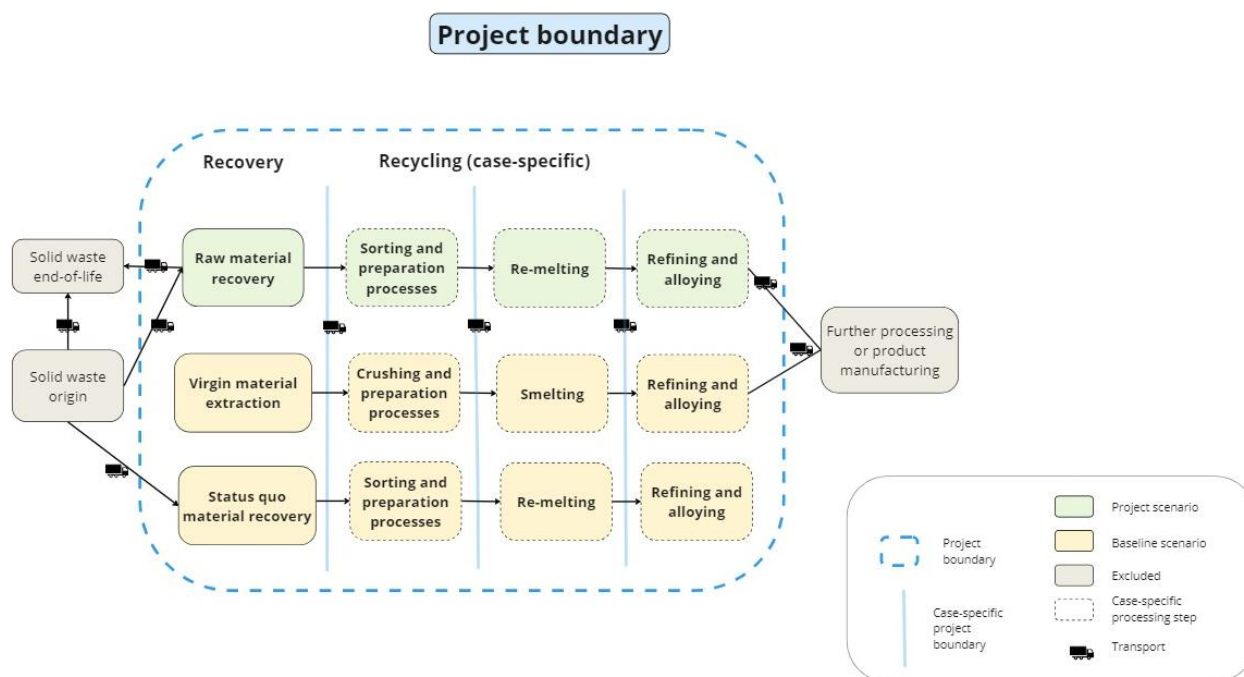 Project boundary
Recovery
Recycling (case-specific)
Solid waste
end-of-life
Raw material
recovery
Sorting and
preparation
processes
Re-melting
Refining and
alloying
Solid waste
origin
Virgin material
extraction
Crushing and
preparation
processes
Smelting
Refining and
alloying
Further processing
or product
manufacturing
Status quo
material recovery
Sorting and
preparation
processes
Re-melting
Refining and
alloying
Project
boundary
Case-specific
project
boundary
Project scenario
Baseline scenario
Excluded
Case-specific
processing step
Transport